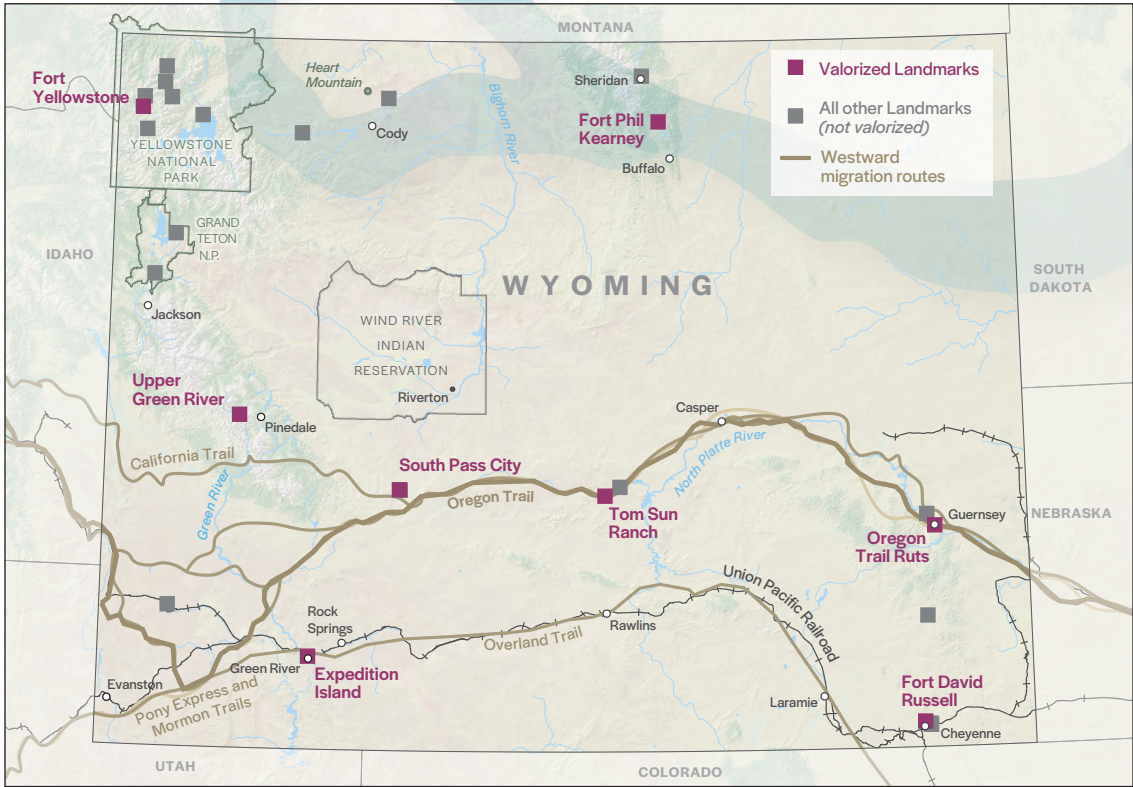 MONTANA
Fort
Yellowstone
Heart
Mountain
Sheridan
Bighorn River
Valorized Landmarks
All other Landmarks
(not valorized)
Westward
migration routes
Fort Phil
Kearney
Cody
Buffalo
YELLOWSTONE
NATIONAL
PARK
GRAND
TETON
N.P.
IDAHO
WYOMING
SOUTH
DAKOTA
Jackson
WIND RIVER
INDIAN
RESERVATION
Riverton
Upper
Green River
Pinedale
Casper
North Platte River
California Trail
South Pass City
Green River
Oregon Trail
Tom Sun
Ranch
Guernsey
NEBRASKA
Oregon
Trail Ruts
Union Pacific Railroad
Rock
Springs
Rawlins
Overland Trail
Green River
Expedition
Island
Evanston
Pony Express and
Mormon Trails
Laramie
Fort David
Russell
Cheyenne
UTAH
COLORADO